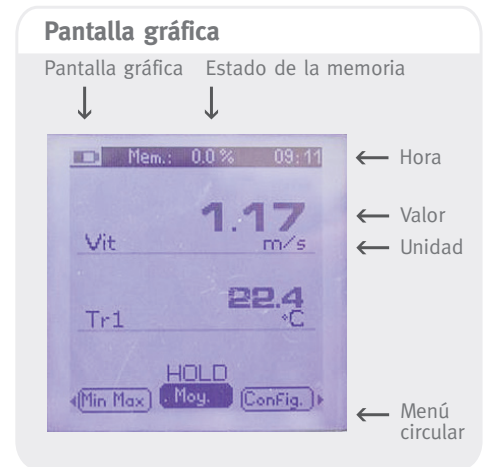 Pantalla gráfica
Pantalla gráfica Estado de la memoria
Mem.: 0.0 % 09:11
Hora
1.17
Valor
Vit m/s
Unidad
22.4
Tr1 °C
HOLD
Min Max Moy. Config.
Menú
circular